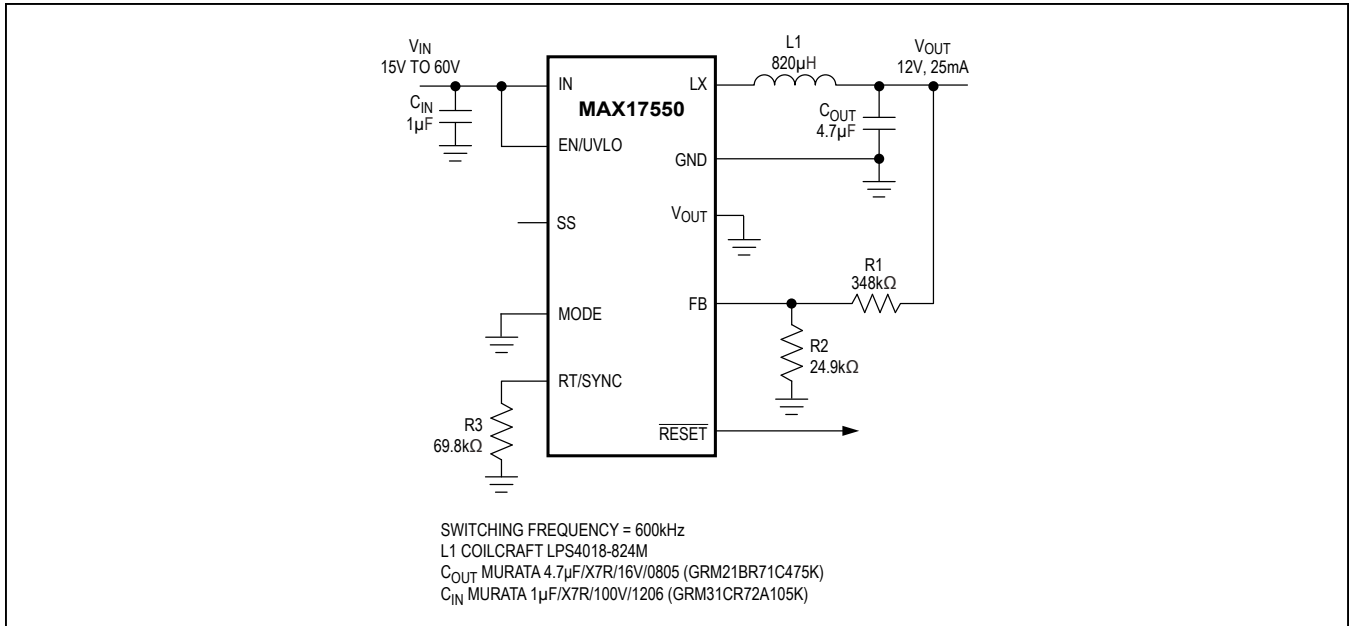 VIN
15V TO 60V
CIN
1µF
IN
EN/UVLO
SS
MODE
RT/SYNC
R3
69.8kΩ
MAX17550
LX
GND
VOUT
FB
RESET
L1
820µH
COUT
4.7µF
VOUT
12V, 25mA
R1
348kΩ
R2
24.9kΩ
SWITCHING FREQUENCY = 600kHz
L1 COILCRAFT LPS4018-824M
COUT MURATA 4.7µF/X7R/16V/0805 (GRM21BR71C475K)
CIN MURATA 1µF/X7R/100V/1206 (GRM31CR72A105K)